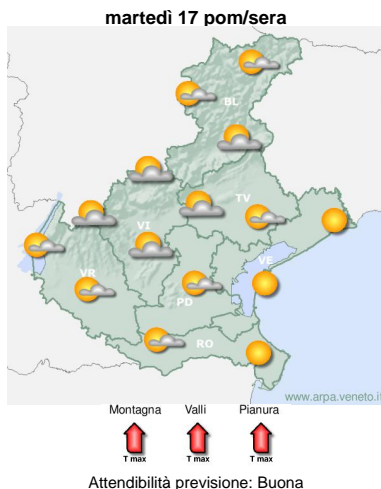 martedì 17 pom/sera
BL
TV
VI
VE
VR
PD
RO
www.arpa.veneto.it
Montagna Valli Pianura
T max T max T max
Attendibilità previsione: Buona